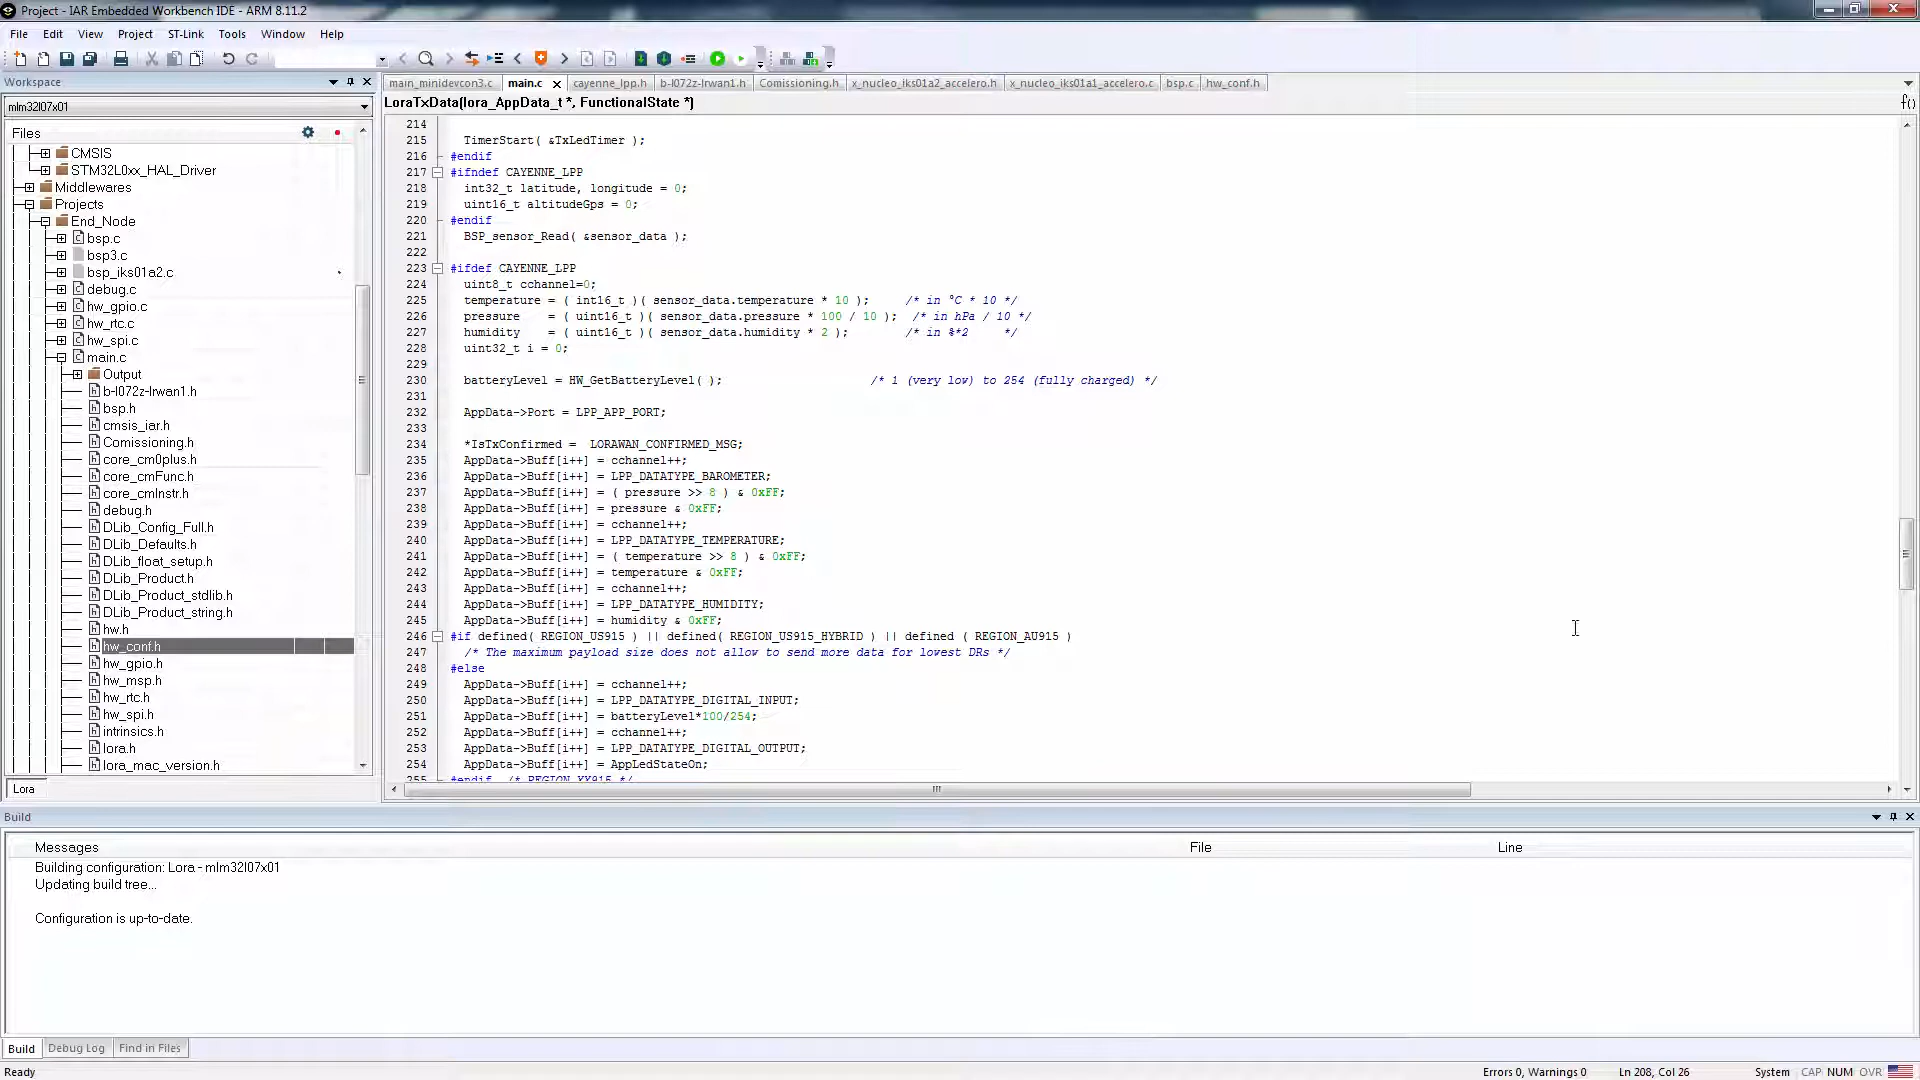 Project - IAR Embedded Workbench IDE - ARM 8.11.2
File Edit View Project ST-Link Tools Window Help
Workspace
mlm32l07x01
Files
CMSIS
STM32L0xx_HAL_Driver
Middlewares
Projects
End_Node
bsp.c
bsp3.c
bsp_iks01a2.c
debug.c
hw_gpio.c
hw_rtc.c
hw_spi.c
main.c
Output
b-l072z-lrwan1.h
bsp.h
cmsis_iar.h
Comissioning.h
core_cm0plus.h
core_cmFunc.h
core_cmInstr.h
debug.h
DLib_Config_Full.h
DLib_Defaults.h
DLib_float_setup.h
DLib_Product.h
DLib_Product_stdlib.h
DLib_Product_string.h
hw.h
hw_conf.h
hw_gpio.h
hw_msp.h
hw_rtc.h
hw_spi.h
intrinsics.h
lora.h
lora_mac_version.h
Lora
main_minidevcon3.c main.c cayenne_lpp.h b-l072z-lrwan1.h Comissioning.h x_nucleo_iks01a2_accelero.h x_nucleo_iks01a1_accelero.c bsp.c hw_conf.h
LoraTxData(lora_AppData_t *, FunctionalState *) f()
214
215 TimerStart( &TxLedTimer );
216 #endif
217 #ifndef CAYENNE_LPP
218 int32_t latitude, longitude = 0;
219 uint16_t altitudeGps = 0;
220 #endif
221 BSP_sensor_Read( &sensor_data );
222
223 #ifdef CAYENNE_LPP
224 uint8_t cchannel=0;
225 temperature = ( int16_t )( sensor_data.temperature * 10 ); /* in °C * 10 */
226 pressure = ( uint16_t )( sensor_data.pressure * 100 / 10 ); /* in hPa / 10 */
227 humidity = ( uint16_t )( sensor_data.humidity * 2 ); /* in %*2 */
228 uint32_t i = 0;
229
230 batteryLevel = HW_GetBatteryLevel( ); /* 1 (very low) to 254 (fully charged) */
231
232 AppData->Port = LPP_APP_PORT;
233
234 *IsTxConfirmed = LORAWAN_CONFIRMED_MSG;
235 AppData->Buff[i++] = cchannel++;
236 AppData->Buff[i++] = LPP_DATATYPE_BAROMETER;
237 AppData->Buff[i++] = ( pressure >> 8 ) & 0xFF;
238 AppData->Buff[i++] = pressure & 0xFF;
239 AppData->Buff[i++] = cchannel++;
240 AppData->Buff[i++] = LPP_DATATYPE_TEMPERATURE;
241 AppData->Buff[i++] = ( temperature >> 8 ) & 0xFF;
242 AppData->Buff[i++] = temperature & 0xFF;
243 AppData->Buff[i++] = cchannel++;
244 AppData->Buff[i++] = LPP_DATATYPE_HUMIDITY;
245 AppData->Buff[i++] = humidity & 0xFF;
246 #if defined( REGION_US915 ) || defined( REGION_US915_HYBRID ) || defined ( REGION_AU915 )
247 /* The maximum payload size does not allow to send more data for lowest DRs */
248 #else
249 AppData->Buff[i++] = cchannel++;
250 AppData->Buff[i++] = LPP_DATATYPE_DIGITAL_INPUT;
251 AppData->Buff[i++] = batteryLevel*100/254;
252 AppData->Buff[i++] = cchannel++;
253 AppData->Buff[i++] = LPP_DATATYPE_DIGITAL_OUTPUT;
254 AppData->Buff[i++] = AppLedStateOn;
255 #endif /* REGION_XX915 */
Build
Messages File Line
Building configuration: Lora - mlm32l07x01
Updating build tree...
Configuration is up-to-date.
Build Debug Log Find in Files
Ready Errors 0, Warnings 0 Ln 208, Col 26 System CAP NUM OVR